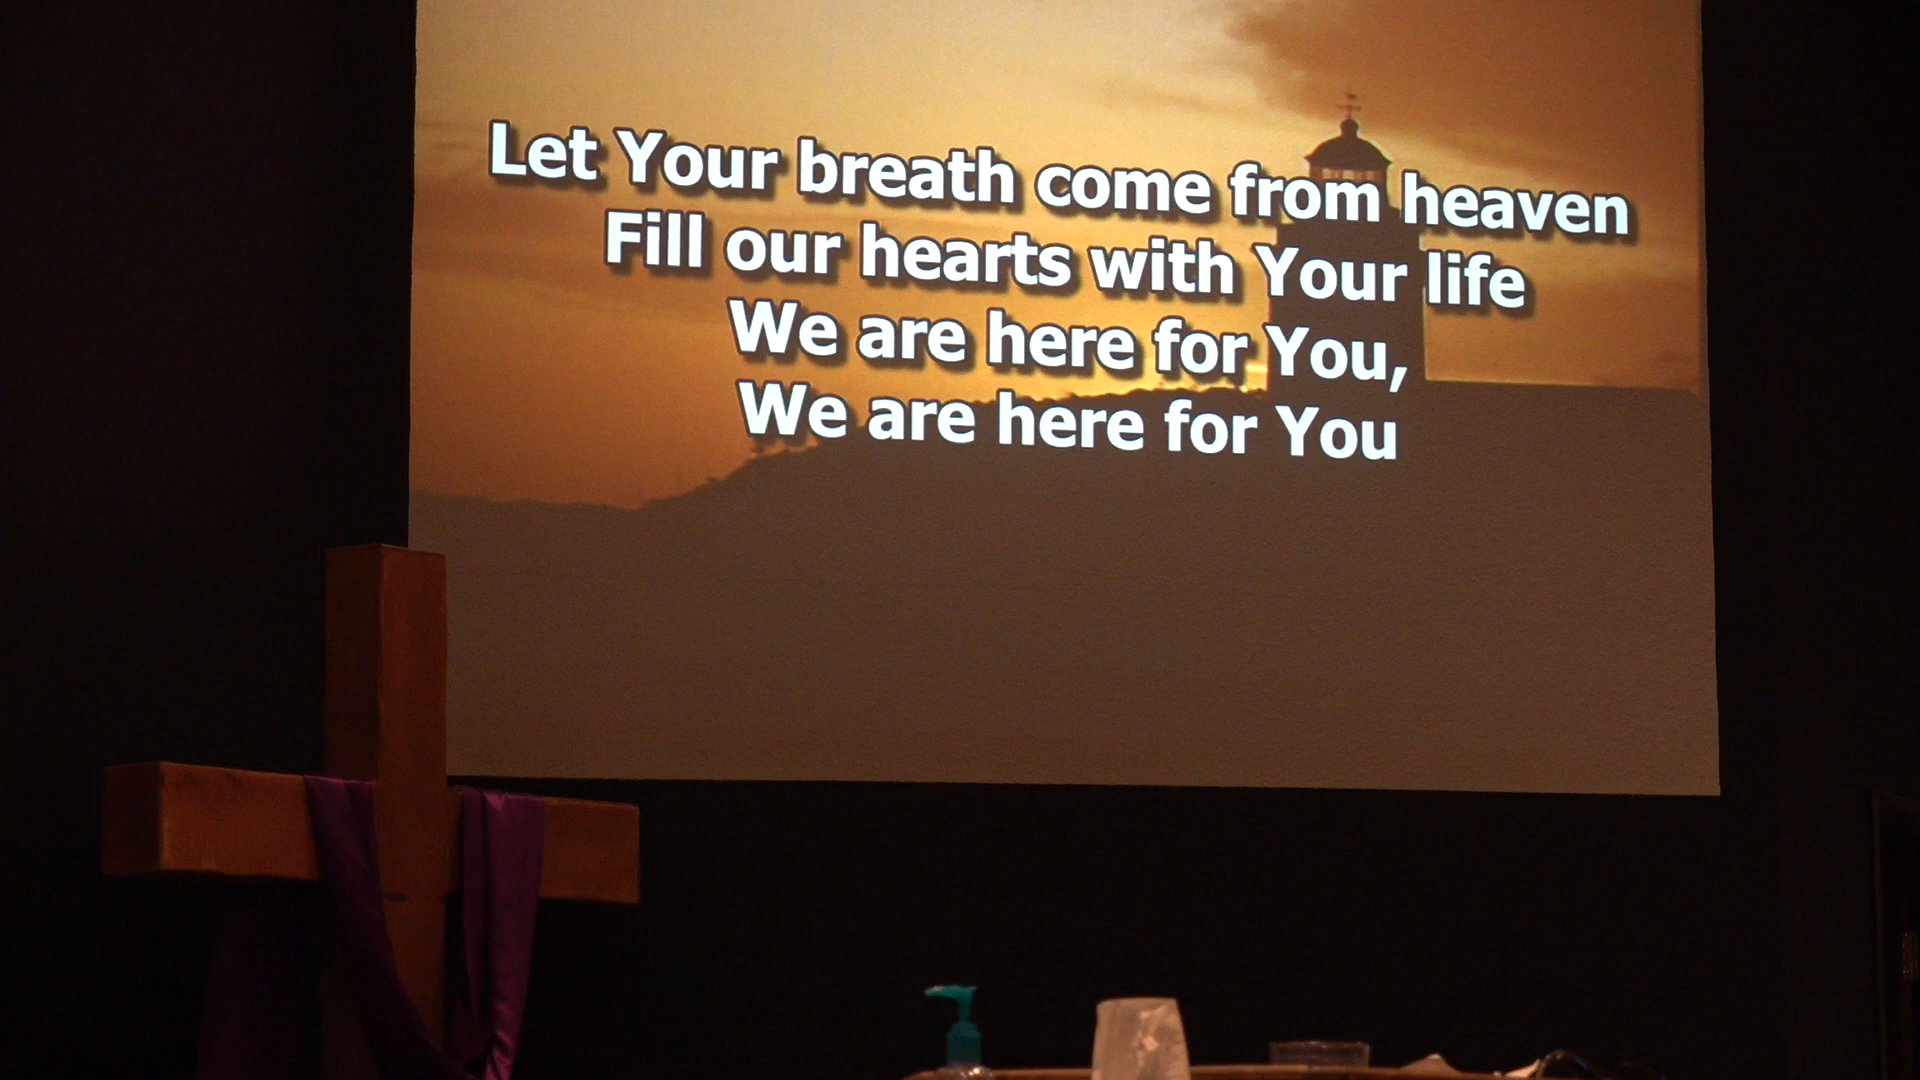 Let Your breath come from heaven
Fill our hearts with Your life
We are here for You,
We are here for You